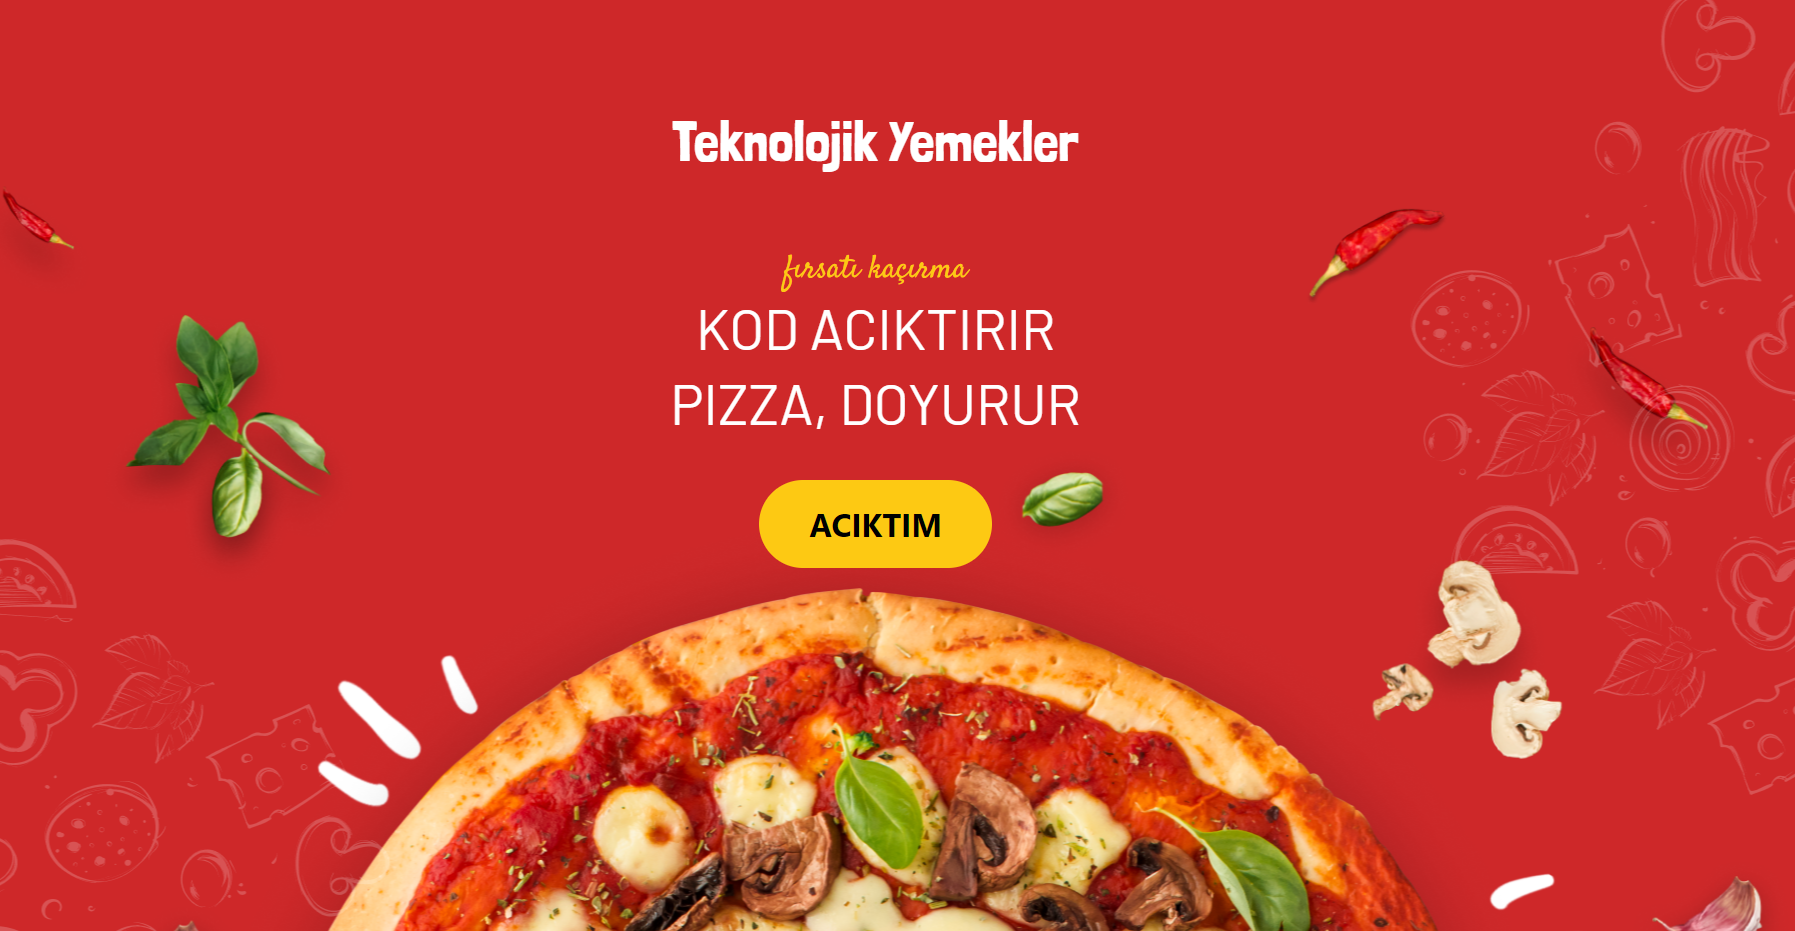 Teknolojik Yemekler
fırsatı kaçırma
KOD ACIKTIRIR
PIZZA, DOYURUR
ACIKTIM